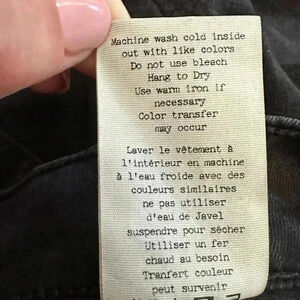 Machine wash cold inside
out with like colors
Do not use bleach
Hang to Dry
Use warm iron if
necessary
Color transfer
may occur
Laver le vêtement à
l'intérieur en machine
à l'eau froide avec des
couleurs similaires
ne pas utiliser
d'eau de Javel
suspendre pour sécher
Utiliser un fer
chaud au besoin
Tranfert couleur
peut survenir